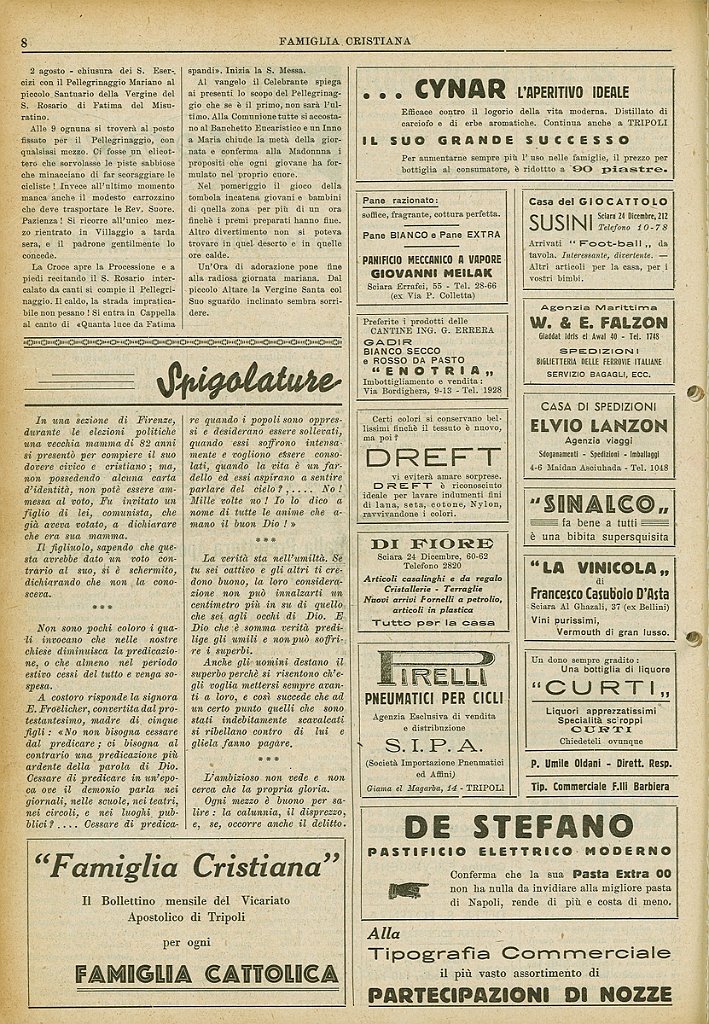 8
FAMIGLIA CRISTIANA
2 agosto - chiusura dei S. Eser-
cizi con il Pellegrinaggio Mariano al
piccolo Santuario della Vergine del
S. Rosario di Fatima del Misu-
ratino.
Alle 9 ognuna si troverà al posto
fissato per il Pellegrinaggio, con
qualsiasi mezzo. Ci fosse pn elicot-
tero che sorvolasse le piste sabbiose
che minacciano di far scoraggiare le
cicliste! Invece all'ultimo momento
manca anche il modesto carrozzino
che deve trasportare le Rev. Suore.
Pazienza! Si ricorre all'unico mez-
zo rientrato in Villaggio a tarda
sera, e il padrone gentilmente lo
concede.
La Croce apre la Processione e a
piedi recitando il S. Rosario inter-
calato da canti si compie il Pellegri-
naggio. Il caldo, la strada impratica-
bile non pesano! Si entra in Cappella
al canto di «Quanta luce da Fatima
spandi». Inizia la S. Messa.
Al vangelo il Celebrante spiega
ai presenti lo scopo del Pellegrinag-
gio che se è il primo, non sarà l'ul-
timo. Alla Comunione tutte si accosta-
no al Banchetto Eucaristico e un Inno
a Maria chiude la metà della gior-
nata e conferma alla Madonna i
propositi che ogni giovane ha for-
mulato nel proprio cuore.
Nel pomeriggio il gioco della
tombola incatena giovani e bambini
di quella zona per più di un ora
finchè i premi preparati hanno fine.
Altro divertimento non si poteva
trovare in quel deserto e in quelle
ore calde.
Un'Ora di adorazione pone fine
alla radiosa giornata mariana. Dal
piccolo Altare la Vergine Santa col
Suo sguardo inclinato sembra sorri-
dere.
Spigolature
In una sezione di Firenze,
durante le elezioni politiche
una vecchia mamma di 82 anni
si presentò per compiere il suo
dovere civico e cristiano; ma,
non possedendo alcuna carta
d'identità, non potè essere am-
messa al voto, Fu invitato un
figlio di lei, comunista, che
già aveva votato, a dichiarare
che era sua mamma.
Il figliuolo, sapendo che que-
sta avrebbe dato un voto con-
trario al suo, si è schermito,
dichiarando che non la cono-
sceva.
***
Non sono pochi coloro i qua-
li invocano che nelle nostre
chiese diminuisca la predicazio-
ne, o che almeno nel periodo
estivo cessi del tutto e venga so-
spesa.
A costoro risponde la signora
E. Froelicher, convertita dal pro-
testantesimo, madre di cinque
figli: «No non bisogna cessare
dal predicare; ci bisogna al
contrario una predicazione più
ardente della parola di Dio.
Cessare di predicare in un'epo-
ca ove il demonio parla nei
giornali, nelle scuole, nei teatri,
nei circoli, e nei luoghi pub-
blici? .... Cessare di predica-
re quando i popoli sono oppres-
si e desiderano essere sollevati,
quando essi soffrono intensa-
mente e vogliono essere conso-
lati, quando la vita è un far-
dello ed essi aspirano a sentire
parlare del cielo? ,.... No!
Mille volte no! Io lo dico a
nome di tutte le anime che a-
mano il buon Dio!»
***
La verità sta nell'umiltà. Se
tu sei cattivo e gli altri ti cre-
dono buono, la loro considera-
zione non può innalzarti un
centimetro più in su di quello
che sei agli occhi di Dio. E
Dio che è somma verità predi-
lige gli umili e non può soffri-
re i superbi.
Anche gli uomini destano il
superbo perchè si risentono ch'e-
gli voglia mettersi sempre avan-
ti a loro, e così succede che ad
un certo punto quelli che sono
stati indebitamente scavalcati
si ribellano contro di lui e
gliela fanno pagare.
***
L'ambizioso non vede e non
cerca che la propria gloria.
Ogni mezzo è buono per sa-
lire: la calunnia, il disprezzo,
e, se, occorre anche il delitto.
"Famiglia Cristiana"
Il Bollettino mensile del Vicariato
Apostolico di Tripoli
per ogni
FAMIGLIA CATTOLICA
... CYNAR L'APERITIVO IDEALE
Efficace contro il logorio della vita moderna. Distillato di
carciofo e di erbe aromatiche. Continua anche a TRIPOLI
IL SUO GRANDE SUCCESSO
Per aumentarne sempre più l'uso nelle famiglie, il prezzo per
bottiglia al consumatore, è ridotto a 90 piastre.
Pane razionato:
soffice, fragrante, cottura perfetta.
Pane BIANCO e Pane EXTRA
PANIFICIO MECCANICO A VAPORE
GIOVANNI MEILAK
Sciara Errafei, 55 - Tel. 28-66
(ex Via P. Colletta)
Preferite i prodotti delle
CANTINE ING. G. ERRERA
GADIR
BIANCO SECCO
e ROSSO DA PASTO
"ENOTRIA"
Imbottigliamento e vendita:
Via Bordighera, 9-13 - Tel. 1928
Certi colori si conservano bel-
lissimi finchè il tessuto è nuovo,
ma poi?
DREFT
vi eviterà amare sorprese.
DREFT è riconosciuto
ideale per lavare indumenti fini
di lana, seta, cotone, Nylon,
ravvivandone i colori.
DI FIORE
Sciara 24 Dicembre, 60-62
Telefono 2820
Articoli casalinghi e da regalo
Cristallerie - Terraglie
Nuovi arrivi Fornelli a petrolio,
articoli in plastica
Tutto per la casa
PIRELLI
PNEUMATICI PER CICLI
Agenzia Esclusiva di vendita
e distribuzione
S.I.P.A.
(Società Importazione Pneumatici
ed Affini)
Giama el Magarba, 14 - TRIPOLI
Casa del GIOCATTOLO
SUSINI Sciara 24 Dicembre, 212
Telefono 10-78
Arrivati "Foot-ball" da
tavola. Interessante, divertente. —
Altri articoli per la casa, per i
vostri bimbi.
Agenzia Marittima
W. & E. FALZON
Giaddat Idris el Awal 40 - Tel. 1748
SPEDIZIONI
BIGLIETTERIA DELLE FERROVIE ITALIANE
SERVIZIO BAGAGLI, ECC.
CASA DI SPEDIZIONI
ELVIO LANZON
Agenzia viaggi
Sdoganamenti - Spedizioni - Imballaggi
4-6 Maidan Asciuhada - Tel. 1048
"SINALCO"
fa bene a tutti
è una bibita supersquisita
"LA VINICOLA"
di
Francesco Casubolo D'Asta
Sciara Al Ghazali, 37 (ex Bellini)
Vini purissimi,
Vermouth di gran lusso.
Un dono sempre gradito:
Una bottiglia di liquore
"CURTI"
Liquori apprezzatissimi
Specialità sciroppi
CURTI
Chiedeteli ovunque
P. Umile Oldani - Dirett. Resp.
Tip. Commerciale F.lli Barbiera
DE STEFANO
PASTIFICIO ELETTRICO MODERNO
Conferma che la sua Pasta Extra 00
non ha nulla da invidiare alla migliore pasta
di Napoli, rende di più e costa di meno.
Alla
Tipografia Commerciale
il più vasto assortimento di
PARTECIPAZIONI DI NOZZE